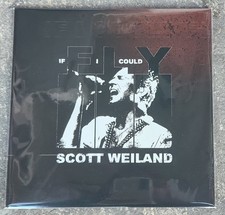 IF I COULD
FLY
SCOTT WEILAND